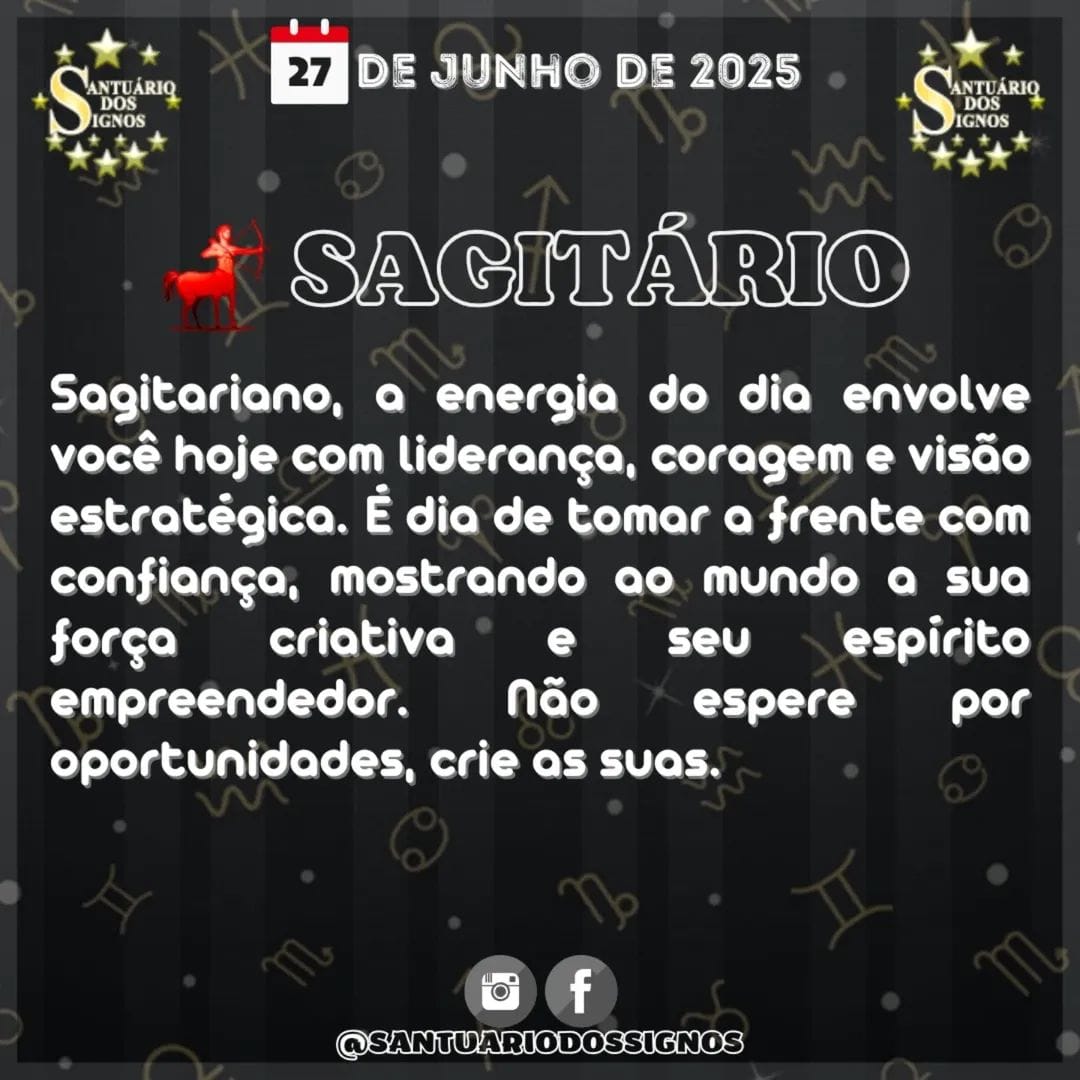 SANTUÁRIO
DOS
SIGNOS
27 DE JUNHO DE 2025
SANTUÁRIO
DOS
SIGNOS
SAGITÁRIO
Sagitariano, a energia do dia envolve
você hoje com liderança, coragem e visão
estratégica. É dia de tomar a frente com
confiança, mostrando ao mundo a sua
força criativa e seu espírito
empreendedor. Não espere por
oportunidades, crie as suas.
@SANTUARIODOSSIGNOS